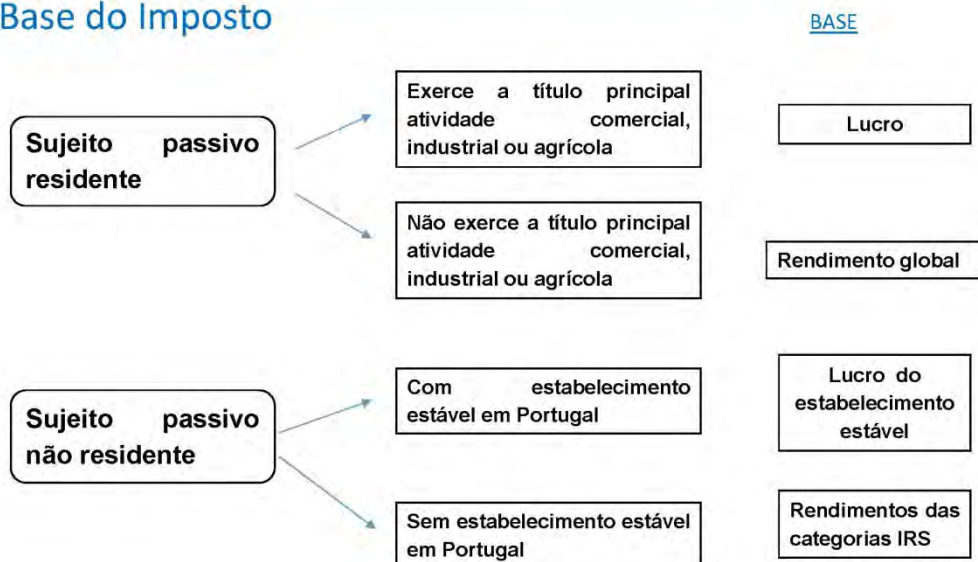 Base do Imposto
BASE
Sujeito passivo
residente
Exerce a título principal
atividade comercial,
industrial ou agrícola
Lucro
Não exerce a título principal
atividade comercial,
industrial ou agrícola
Rendimento global
Sujeito passivo
não residente
Com estabelecimento
estável em Portugal
Lucro do
estabelecimento
estável
Sem estabelecimento estável
em Portugal
Rendimentos das
categorias IRS